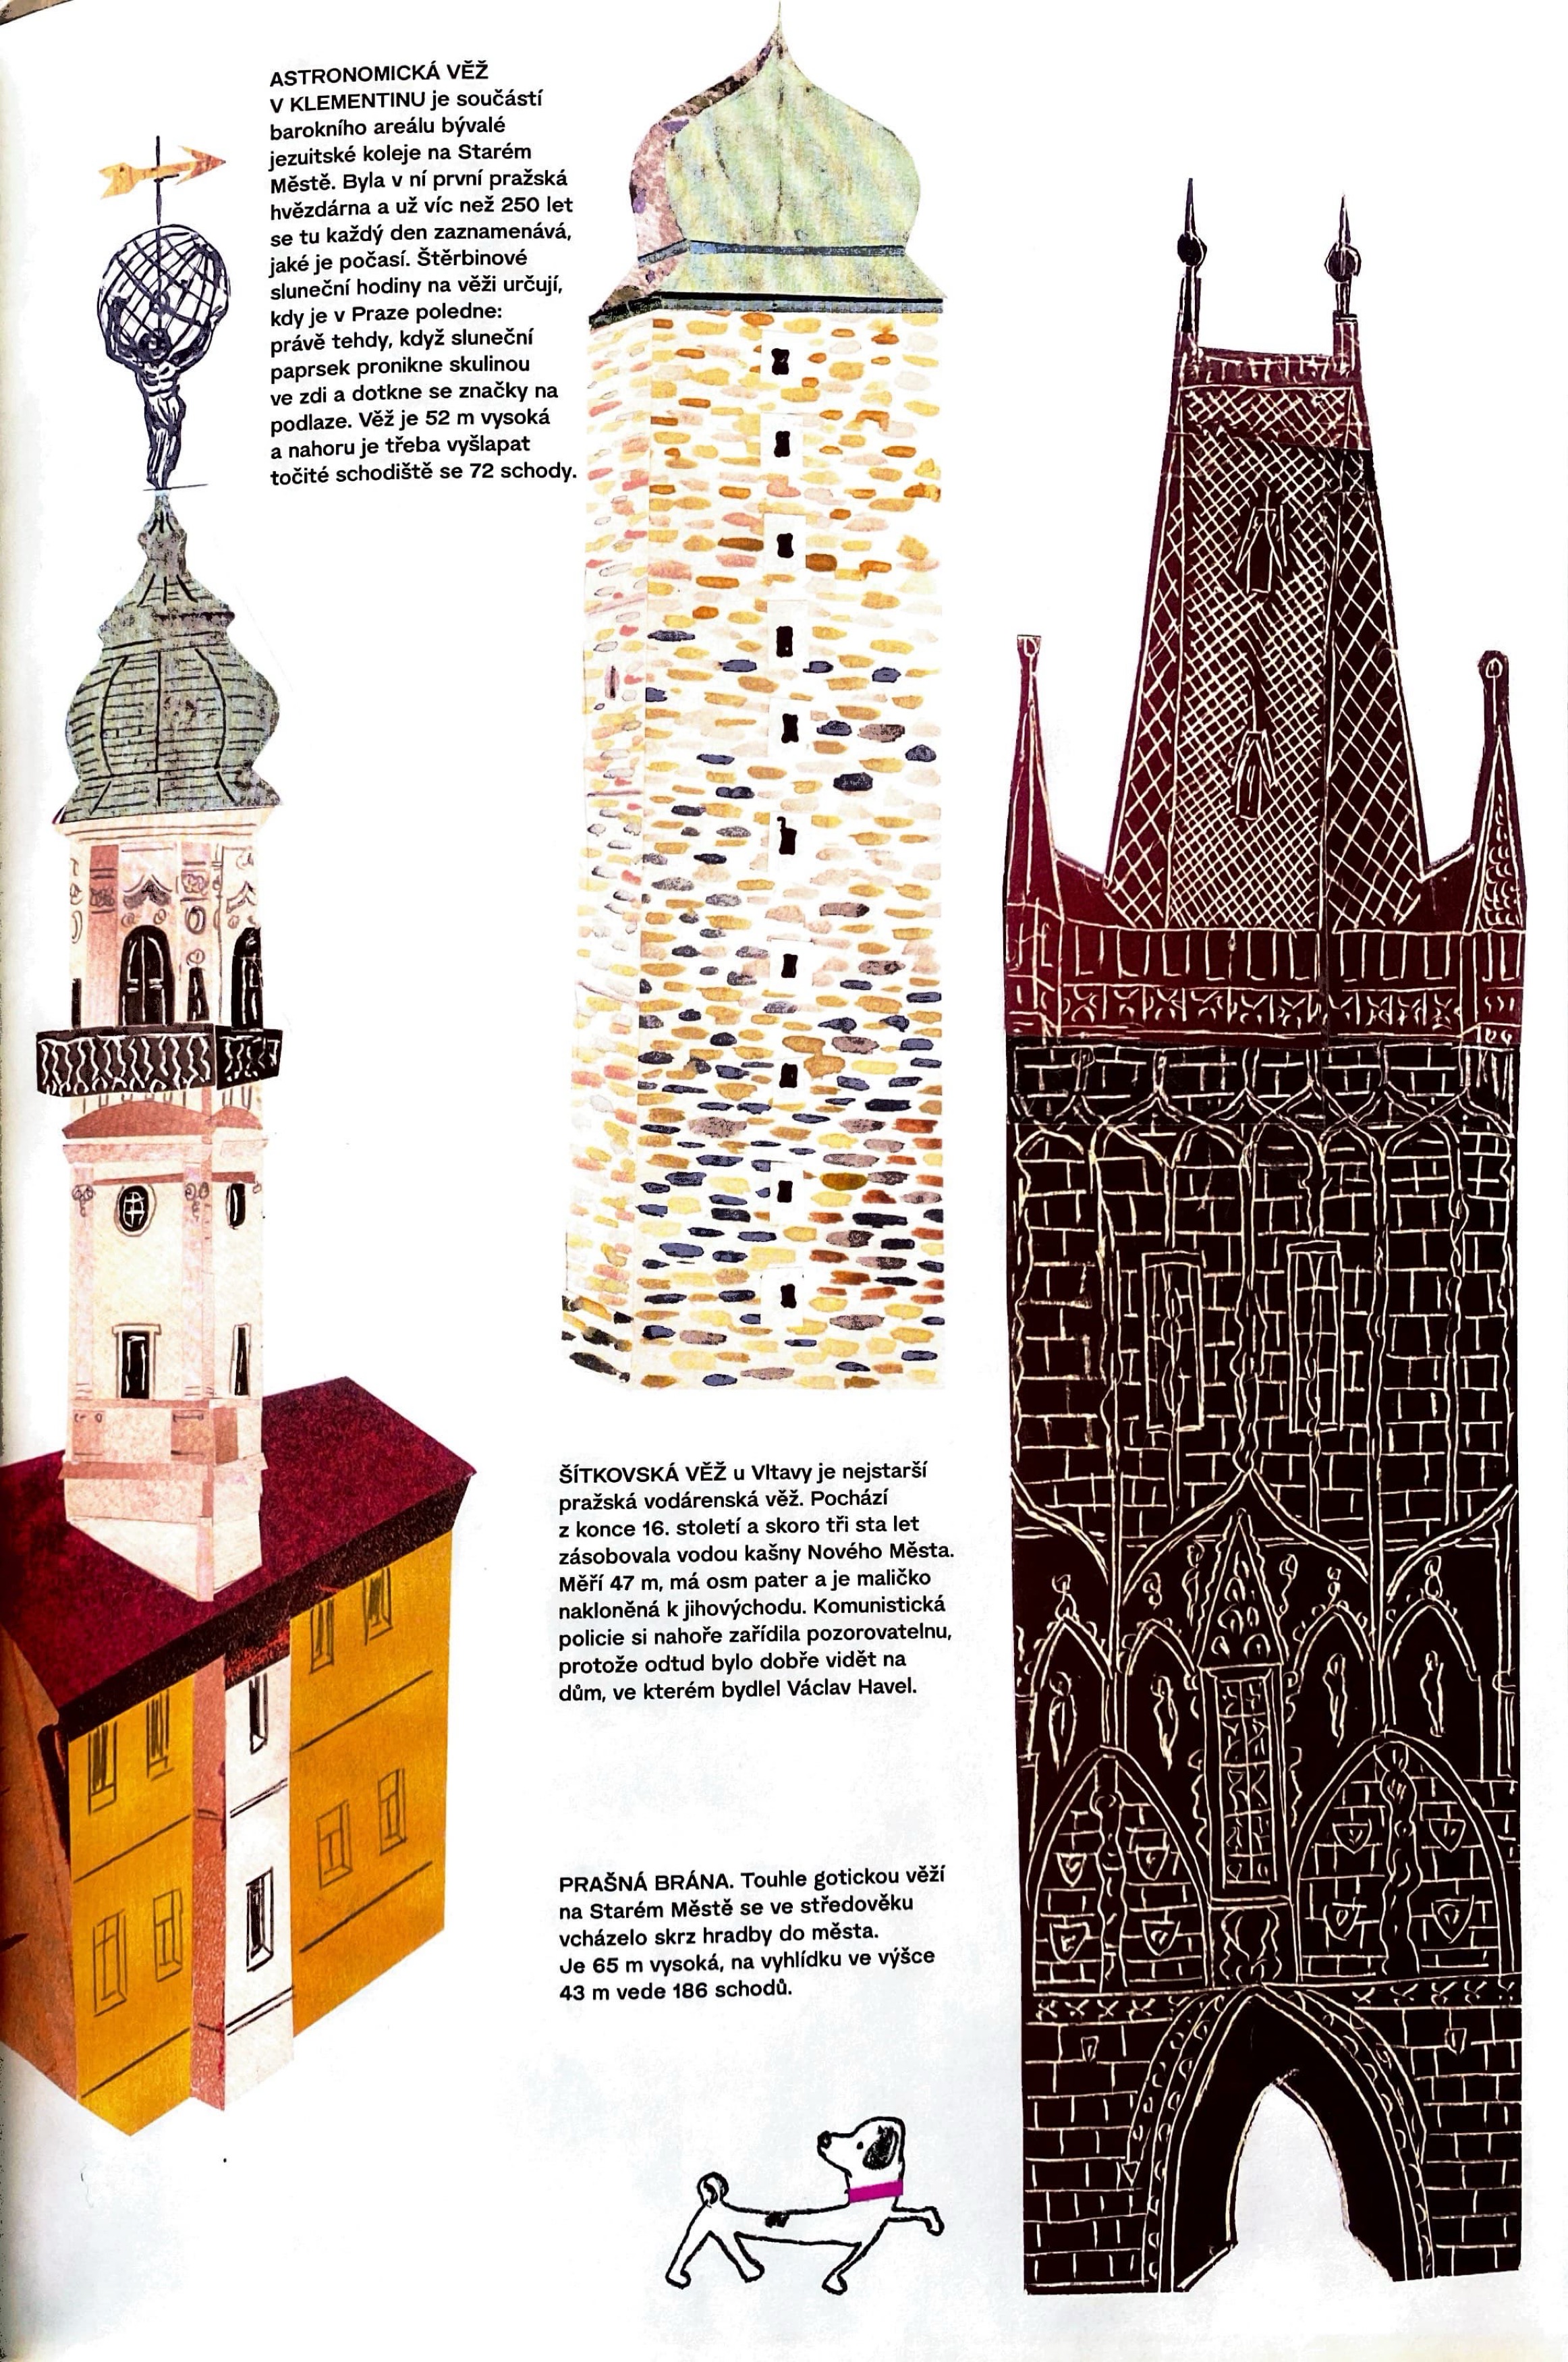 ASTRONOMICKÁ VĚŽ
V KLEMENTINU je součástí
barokního areálu bývalé
jezuitské koleje na Starém
Městě. Byla v ní první pražská
hvězdárna a už víc než 250 let
se tu každý den zaznamenává,
jaké je počasí. Štěrbinové
sluneční hodiny na věži určují,
kdy je v Praze poledne:
právě tehdy, když sluneční
paprsek pronikne skulinou
ve zdi a dotkne se značky na
podlaze. Věž je 52 m vysoká
a nahoru je třeba vyšlapat
točité schodiště se 72 schody.
ŠÍTKOVSKÁ VĚŽ u Vltavy je nejstarší
pražská vodárenská věž. Pochází
z konce 16. století a skoro tři sta let
zásobovala vodou kašny Nového Města.
Měří 47 m, má osm pater a je maličko
nakloněná k jihovýchodu. Komunistická
policie si nahoře zařídila pozorovatelnu,
protože odtud bylo dobře vidět na
dům, ve kterém bydlel Václav Havel.
PRAŠNÁ BRÁNA. Touhle gotickou věží
na Starém Městě se ve středověku
vcházelo skrz hradby do města.
Je 65 m vysoká, na vyhlídku ve výšce
43 m vede 186 schodů.